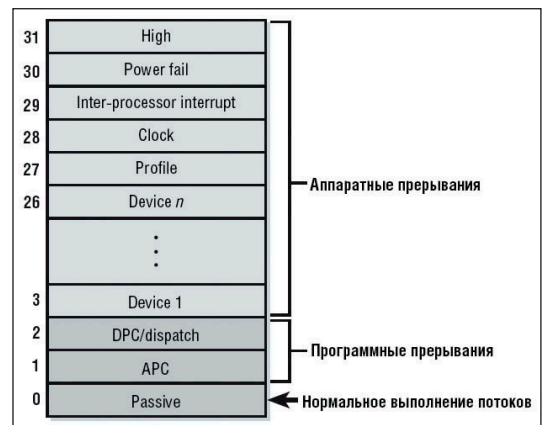 31 High
30 Power fail
29 Inter-processor interrupt
28 Clock
27 Profile
26 Device n
Аппаратные прерывания
3 Device 1
2 DPC/dispatch
1 APC
Программные прерывания
0 Passive
Нормальное выполнение потоков